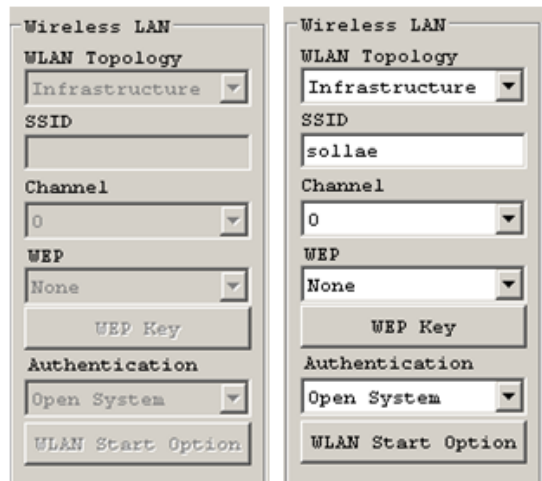 Wireless LAN
WLAN Topology
Infrastructure
SSID
Channel
0
WEP
None
WEP Key
Authentication
Open System
WLAN Start Option
Wireless LAN
WLAN Topology
Infrastructure
SSID
sollae
Channel
0
WEP
None
WEP Key
Authentication
Open System
WLAN Start Option